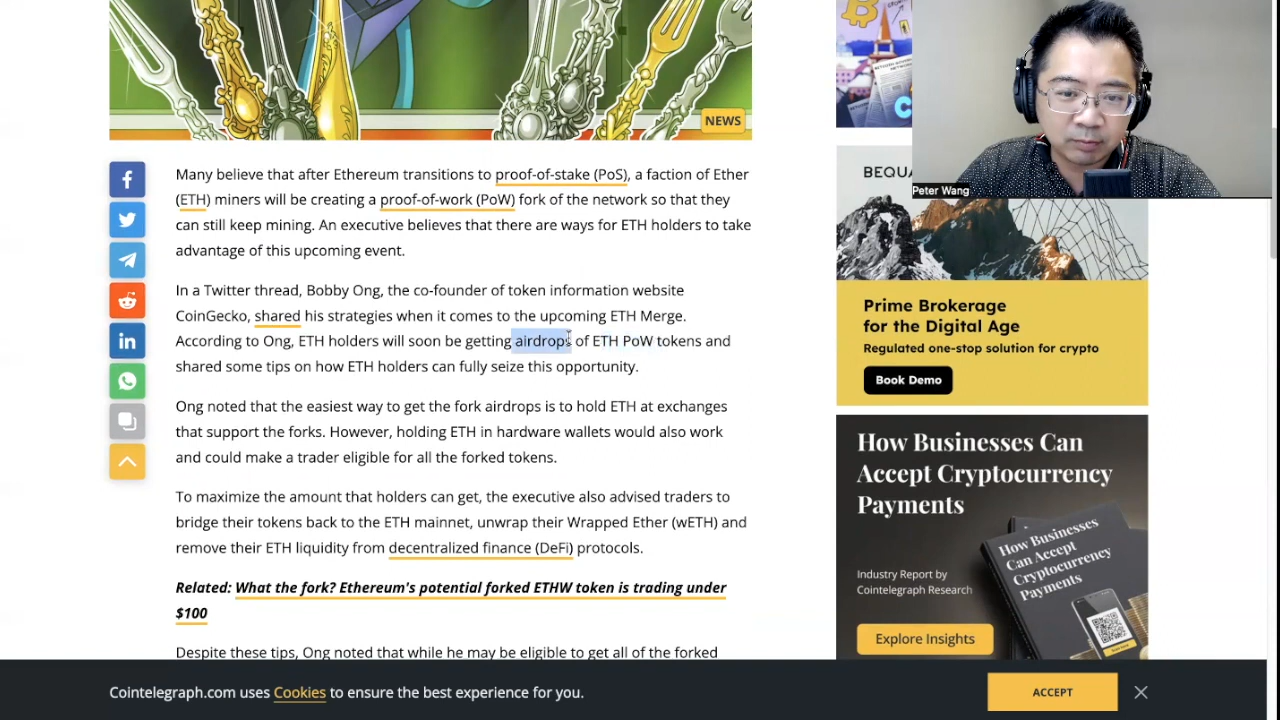 NEWS
Many believe that after Ethereum transitions to proof-of-stake (PoS), a faction of Ether
(ETH) miners will be creating a proof-of-work (PoW) fork of the network so that they
can still keep mining. An executive believes that there are ways for ETH holders to take
advantage of this upcoming event.
In a Twitter thread, Bobby Ong, the co-founder of token information website
CoinGecko, shared his strategies when it comes to the upcoming ETH Merge.
According to Ong, ETH holders will soon be getting airdrops of ETH PoW tokens and
shared some tips on how ETH holders can fully seize this opportunity.
Ong noted that the easiest way to get the fork airdrops is to hold ETH at exchanges
that support the forks. However, holding ETH in hardware wallets would also work
and could make a trader eligible for all the forked tokens.
To maximize the amount that holders can get, the executive also advised traders to
bridge their tokens back to the ETH mainnet, unwrap their Wrapped Ether (wETH) and
remove their ETH liquidity from decentralized finance (DeFi) protocols.
Related: What the fork? Ethereum's potential forked ETHW token is trading under
$100
Despite these tips, Ong noted that while he may be eligible to get all of the forked
Peter Wang
BEQUA
Prime Brokerage
for the Digital Age
Regulated one-stop solution for crypto
Book Demo
How Businesses Can
Accept Cryptocurrency
Payments
How Businesses Can
Accept Cryptocurrency
Payments
Industry Report by
Cointelegraph Research
Explore Insights
Cointelegraph.com uses Cookies to ensure the best experience for you.
ACCEPT